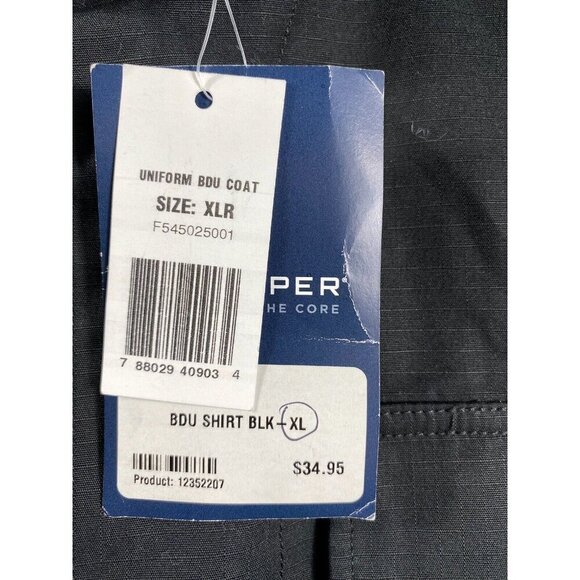 UNIFORM BDU COAT
SIZE: XLR
F545025001
7 88029 40903 4
PER®
HE CORE
BDU SHIRT BLK-XL
$34.95
Product: 12352207